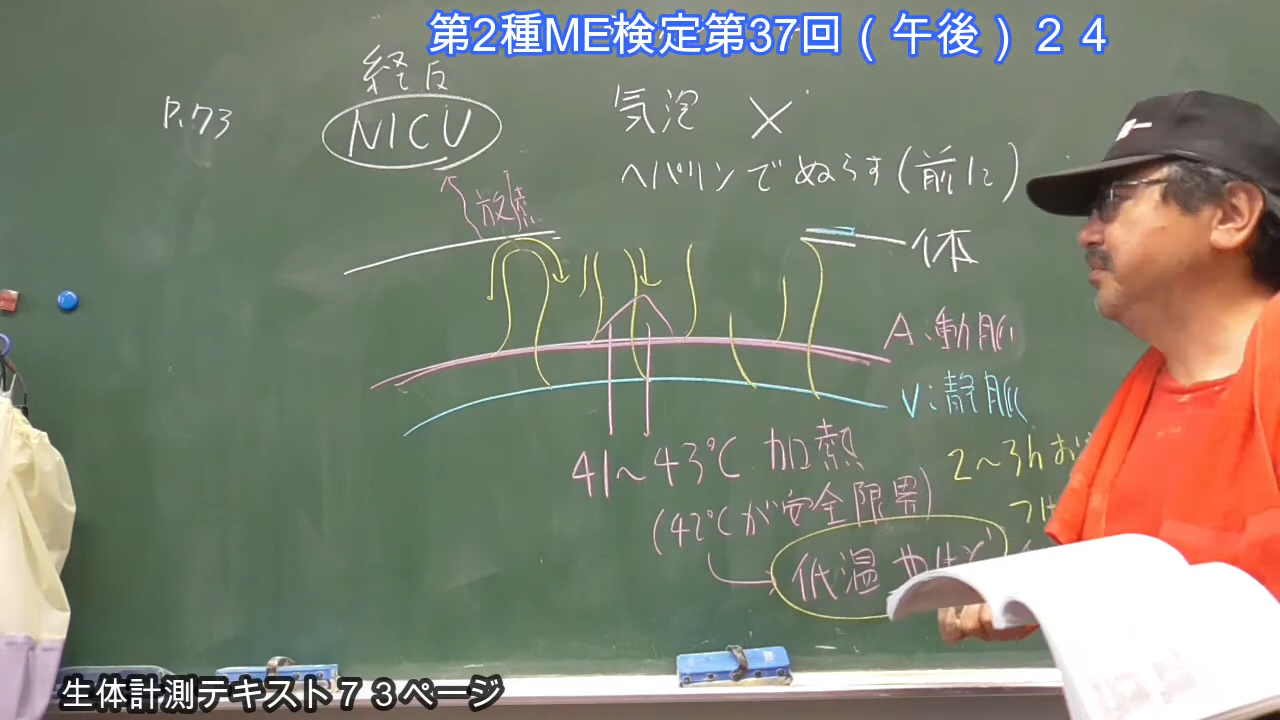 第2種ME検定第37回（午後）２４
経皮
P.73
NICU
気泡 ×
ヘパリンでぬらす(前に)
放熱
体
A:動脈
V:静脈
41～43℃ 加熱
2～3hお
(42℃が安全限界)
つけ
低温やけど
生体計測テキスト７３ページ